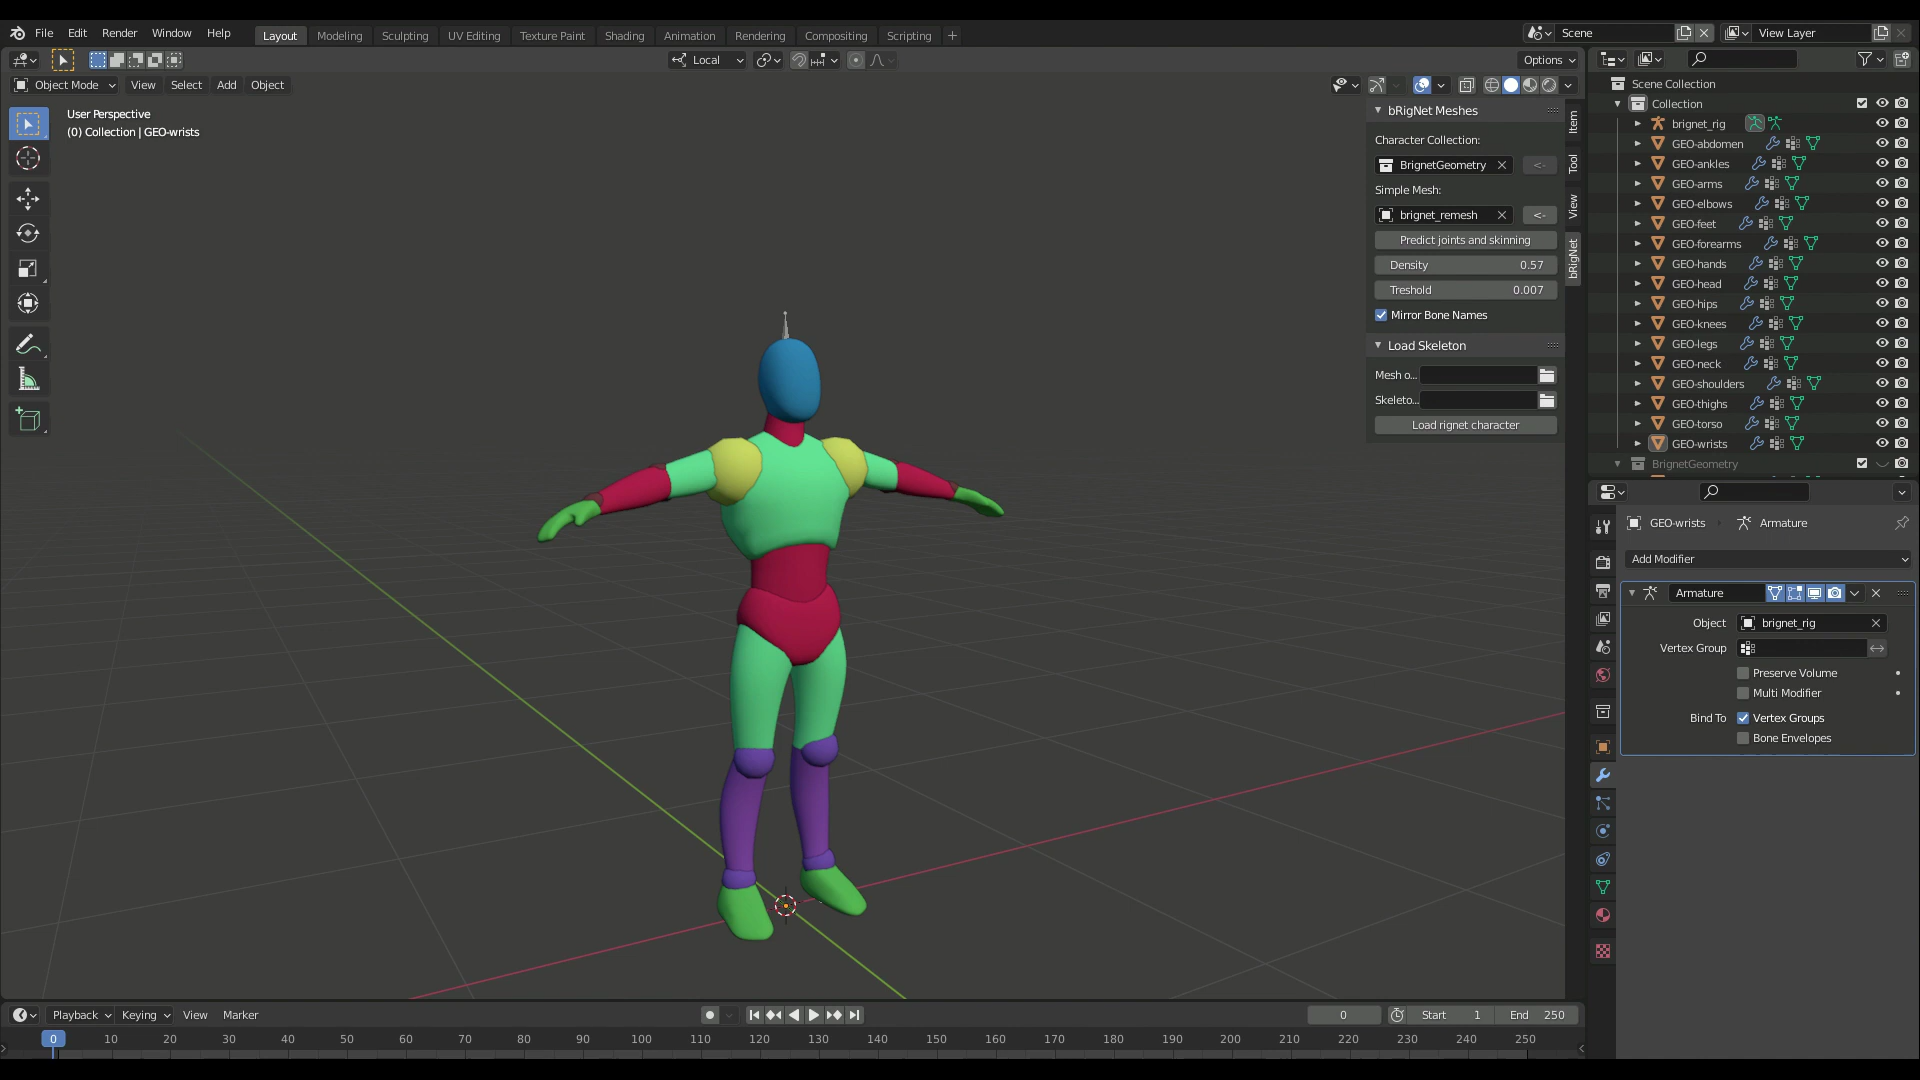 File Edit Render Window Help Layout Modeling Sculpting UV Editing Texture Paint Shading Animation Rendering Compositing Scripting + Scene View Layer
Local Options
Object Mode View Select Add Object
User Perspective
(0) Collection | GEO-wrists
bRigNet Meshes
Character Collection:
BrignetGeometry <-
Simple Mesh:
brignet_remesh <-
Predict joints and skinning
Density 0.57
Treshold 0.007
Mirror Bone Names
Load Skeleton
Mesh o...
Skeleto...
Load rignet character
Item
Tool
View
bRigNet
Scene Collection
Collection
brignet_rig
GEO-abdomen
GEO-ankles
GEO-arms
GEO-elbows
GEO-feet
GEO-forearms
GEO-hands
GEO-head
GEO-hips
GEO-knees
GEO-legs
GEO-neck
GEO-shoulders
GEO-thighs
GEO-torso
GEO-wrists
BrignetGeometry
GEO-wrists Armature
Add Modifier
Armature
Object brignet_rig
Vertex Group
Preserve Volume
Multi Modifier
Bind To Vertex Groups
Bone Envelopes
Playback Keying View Marker 0 Start 1 End 250
0 10 20 30 40 50 60 70 80 90 100 110 120 130 140 150 160 170 180 190 200 210 220 230 240 250